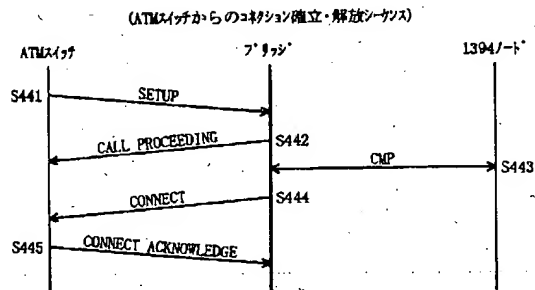 (ATMスイッチからのコネクション確立・解放シーケンス)
ATMスイッチ ブリッジ 1394ノード
S441 SETUP
CALL PROCEEDING S442
CMP S443
CONNECT S444
S445 CONNECT ACKNOWLEDGE